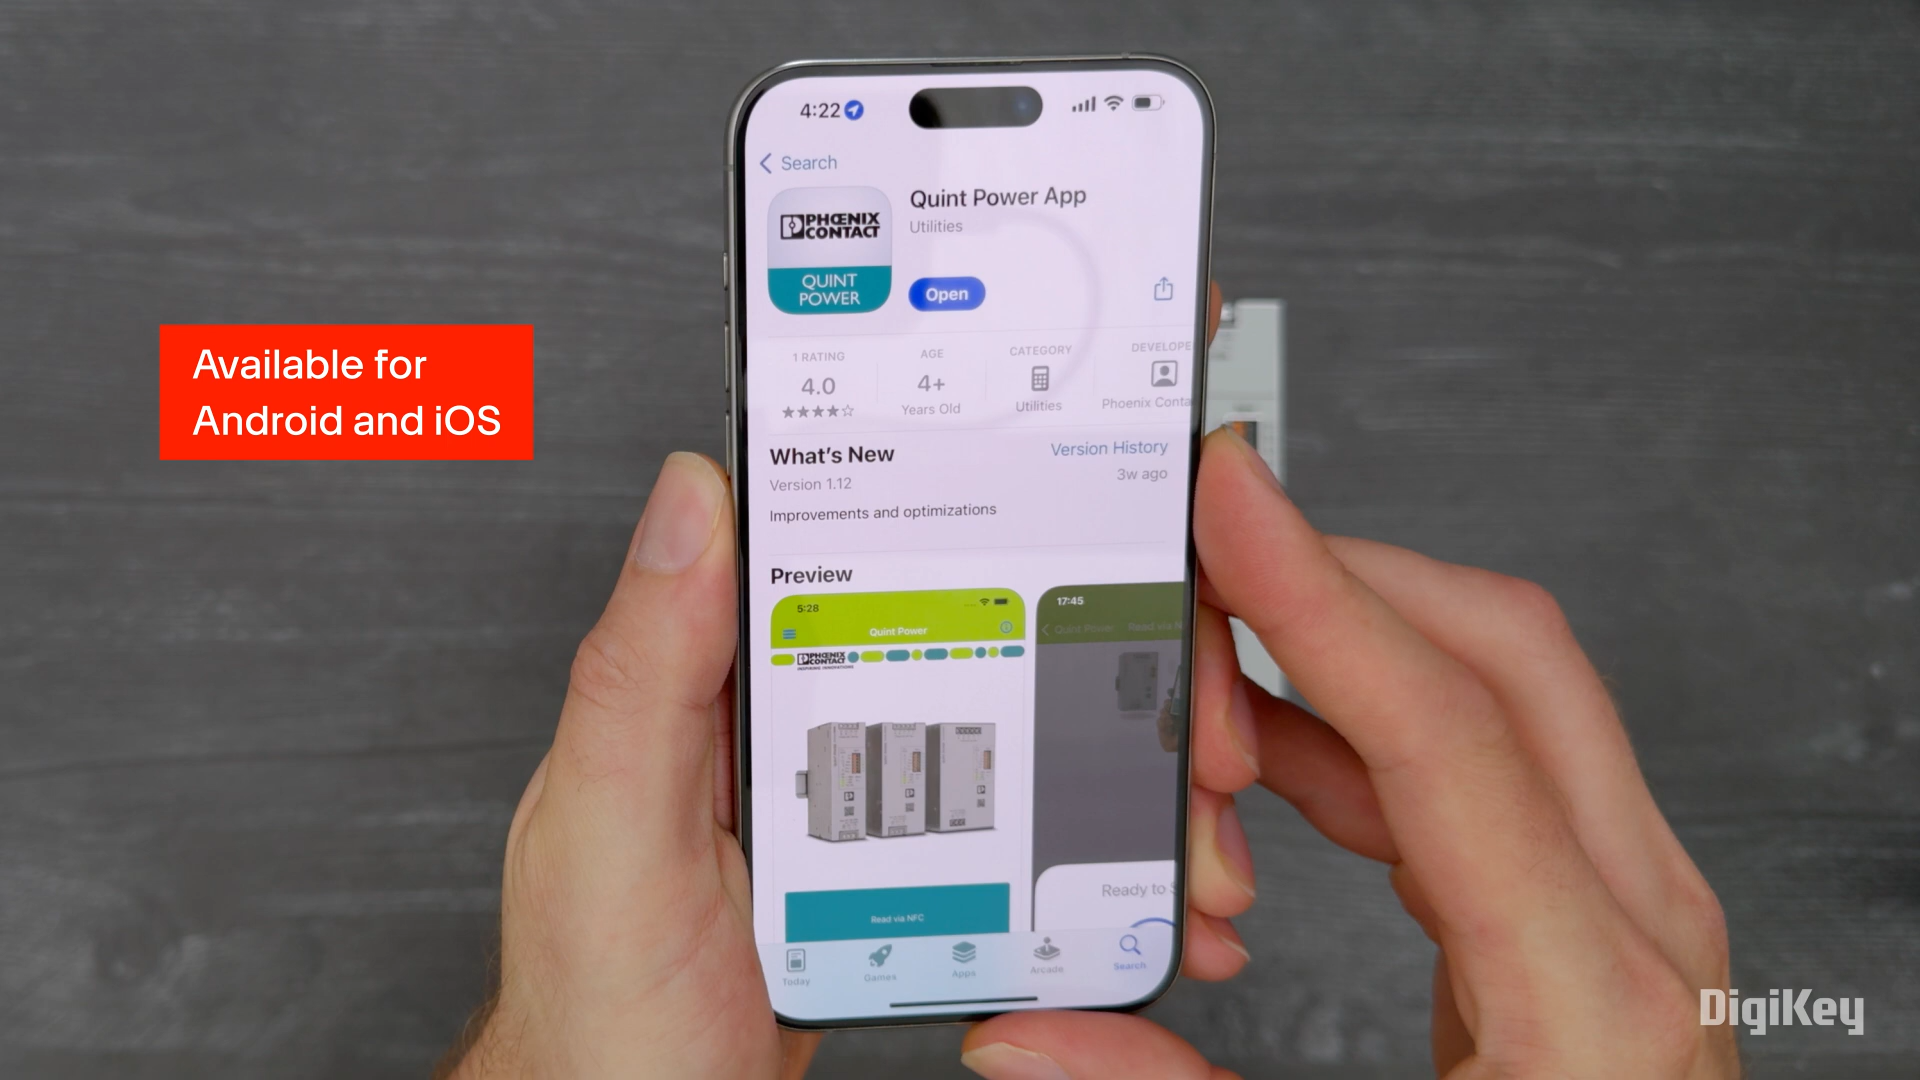 Available for
Android and iOS
4:22
Search
PHŒNIX
CONTACT
QUINT
POWER
Quint Power App
Utilities
Open
1 RATING
4.0
AGE
4+
Years Old
CATEGORY
Utilities
DEVELOPE
Phoenix Conta
What's New
Version History
Version 1.12
3w ago
Improvements and optimizations
Preview
5:28
Quint Power
PHŒNIX
CONTACT
Read via NFC
17:45
Quint Power
Read via N
Ready to S
Today
Games
Apps
Arcade
Search
DigiKey